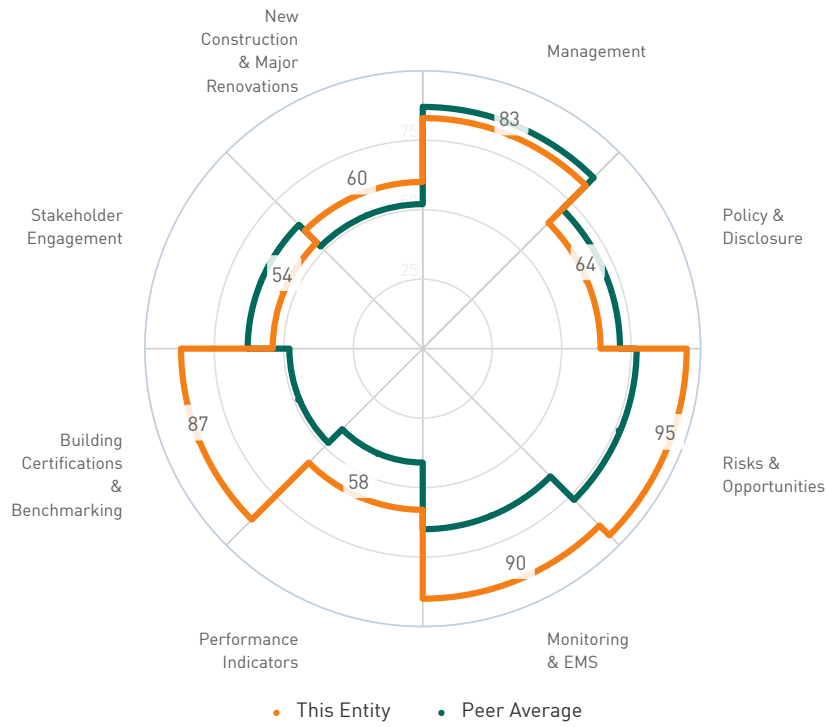 New
Construction
& Major
Renovations
Management
83
75
60
50
Stakeholder
Engagement
Policy &
Disclosure
54
64
25
87
95
Building
Certifications
&
Benchmarking
Risks &
Opportunities
58
90
Performance
Indicators
Monitoring
& EMS
This Entity
Peer Average